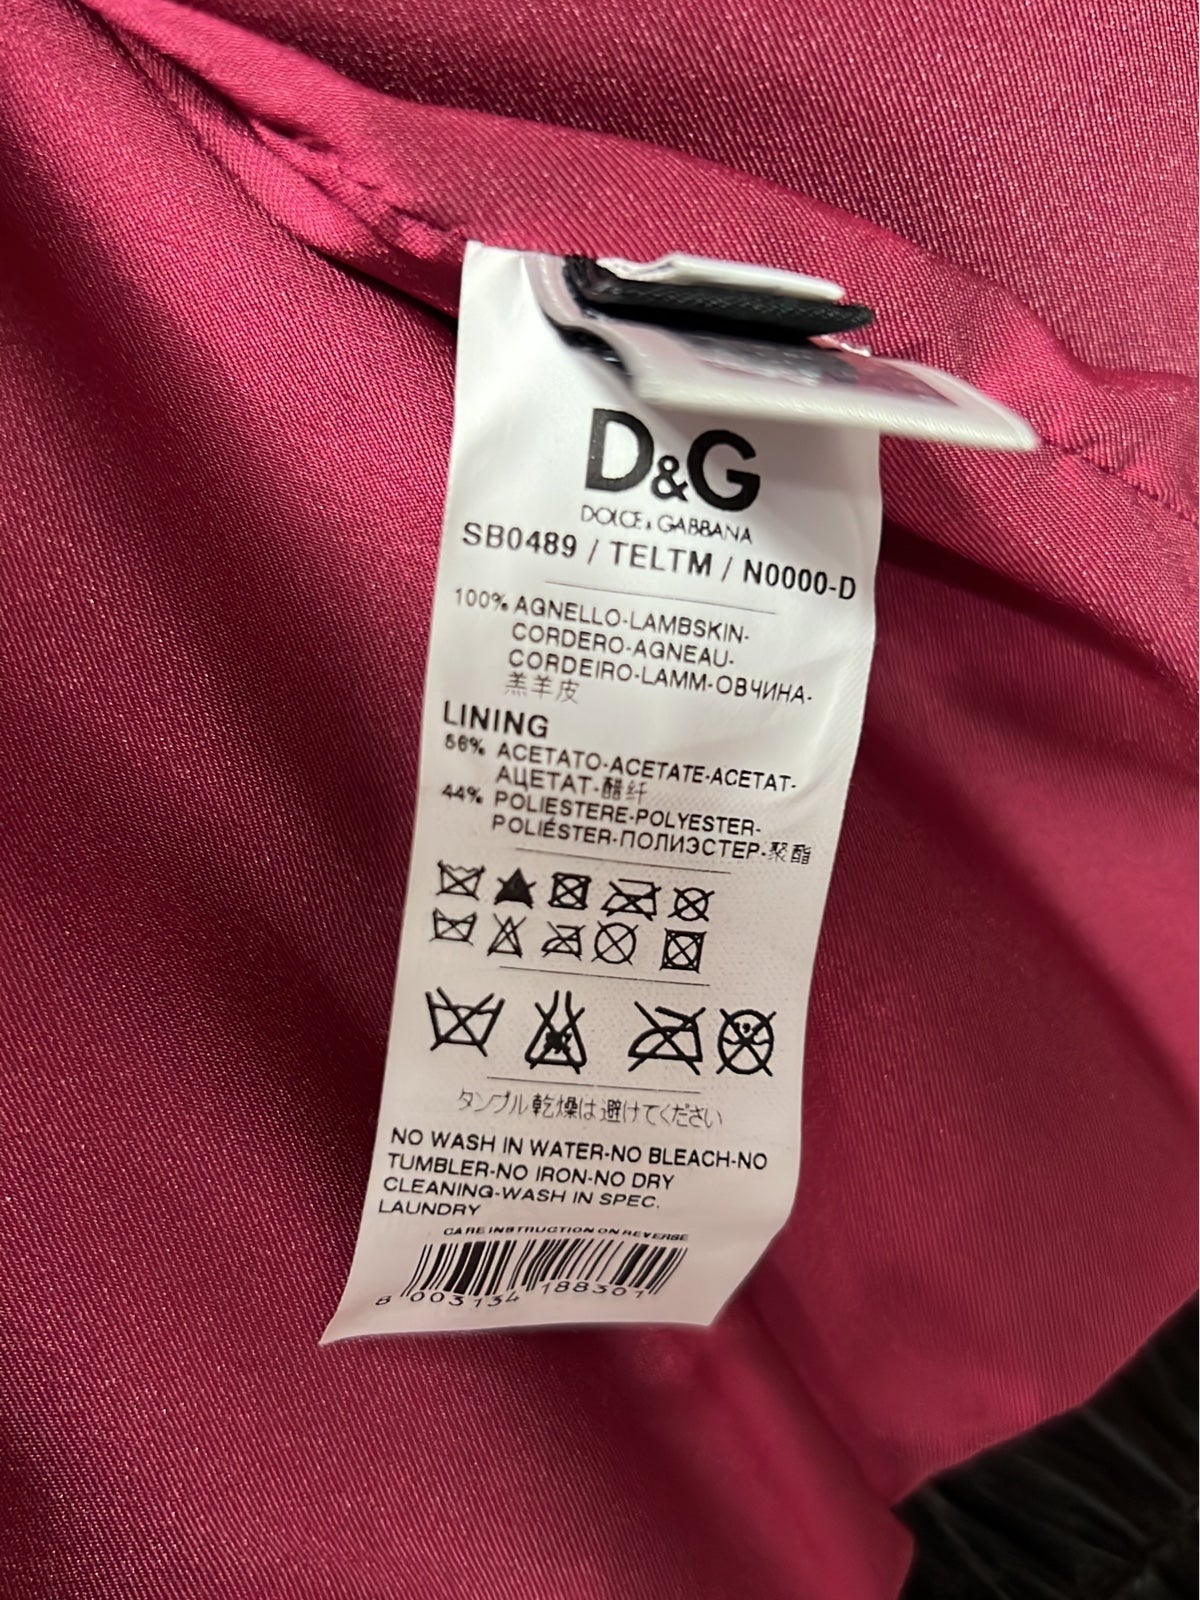 D&G
DOLCE & GABBANA
SB0489 / TELTM / N0000-D
100% AGNELLO-LAMBSKIN-
CORDERO-AGNEAU-
CORDEIRO-LAMM-ОВЧИНА-
羔羊皮
LINING
56% ACETATO-ACETATE-ACETAT-
АЦЕТАТ-醋纤
44% POLIESTERE-POLYESTER-
POLIÉSTER-ПОЛИЭСТЕР-聚酯
タンブル乾燥は避けてください
NO WASH IN WATER-NO BLEACH-NO
TUMBLER-NO IRON-NO DRY
CLEANING-WASH IN SPEC.
LAUNDRY
CARE INSTRUCTION ON REVERSE
8 003134 188301